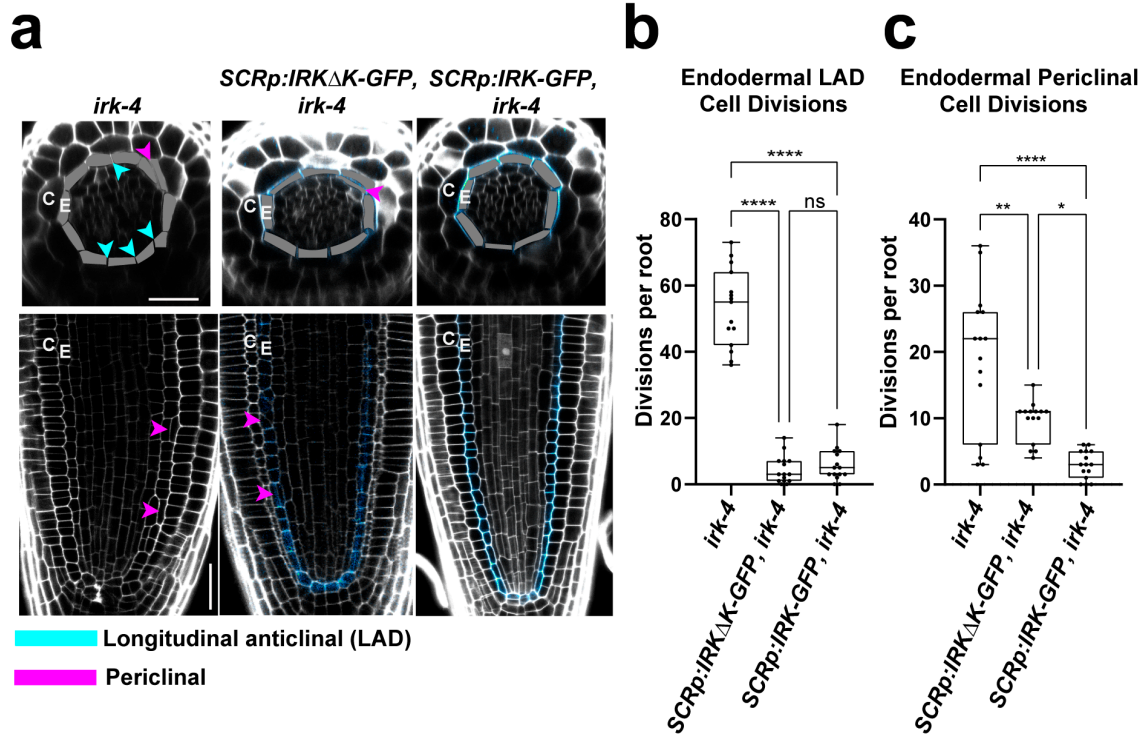 a
irk-4
SCRp:IRKΔK-GFP,
irk-4
SCRp:IRK-GFP,
irk-4
C E
C E
C E
C E
C E
C E
Longitudinal anticlinal (LAD)
Periclinal
b
Endodermal LAD
Cell Divisions
****
****
ns
Divisions per root
80
60
40
20
0
irk-4
SCRp:IRKΔK-GFP, irk-4
SCRp:IRK-GFP, irk-4
c
Endodermal Periclinal
Cell Divisions
****
**
*
Divisions per root
40
30
20
10
0
irk-4
SCRp:IRKΔK-GFP, irk-4
SCRp:IRK-GFP, irk-4